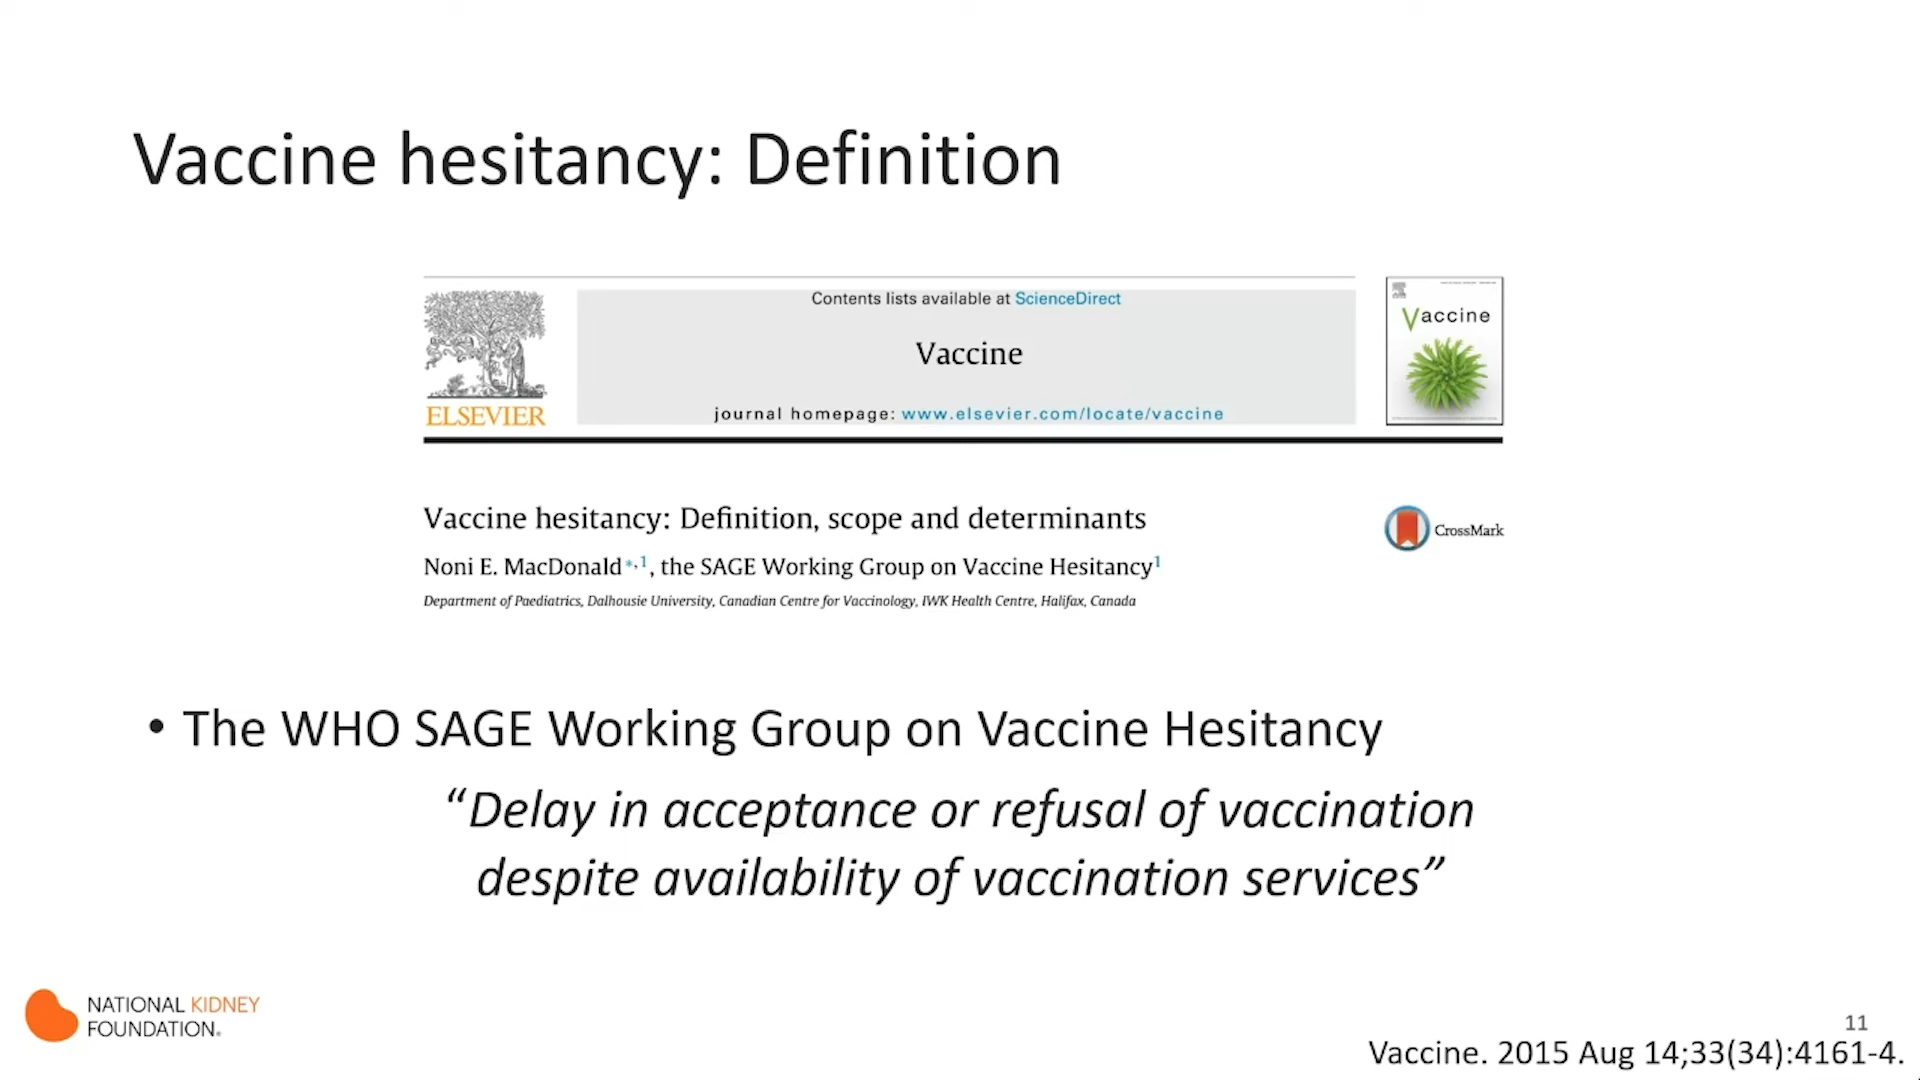 Vaccine hesitancy: Definition
Contents lists available at ScienceDirect
Vaccine
journal homepage: www.elsevier.com/locate/vaccine
ELSEVIER
Vaccine
Vaccine hesitancy: Definition, scope and determinants
CrossMark
Noni E. MacDonald*,1, the SAGE Working Group on Vaccine Hesitancy1
Department of Paediatrics, Dalhousie University, Canadian Centre for Vaccinology, IWK Health Centre, Halifax, Canada
• The WHO SAGE Working Group on Vaccine Hesitancy
“Delay in acceptance or refusal of vaccination
despite availability of vaccination services”
NATIONAL KIDNEY
FOUNDATION®
11
Vaccine. 2015 Aug 14;33(34):4161-4.